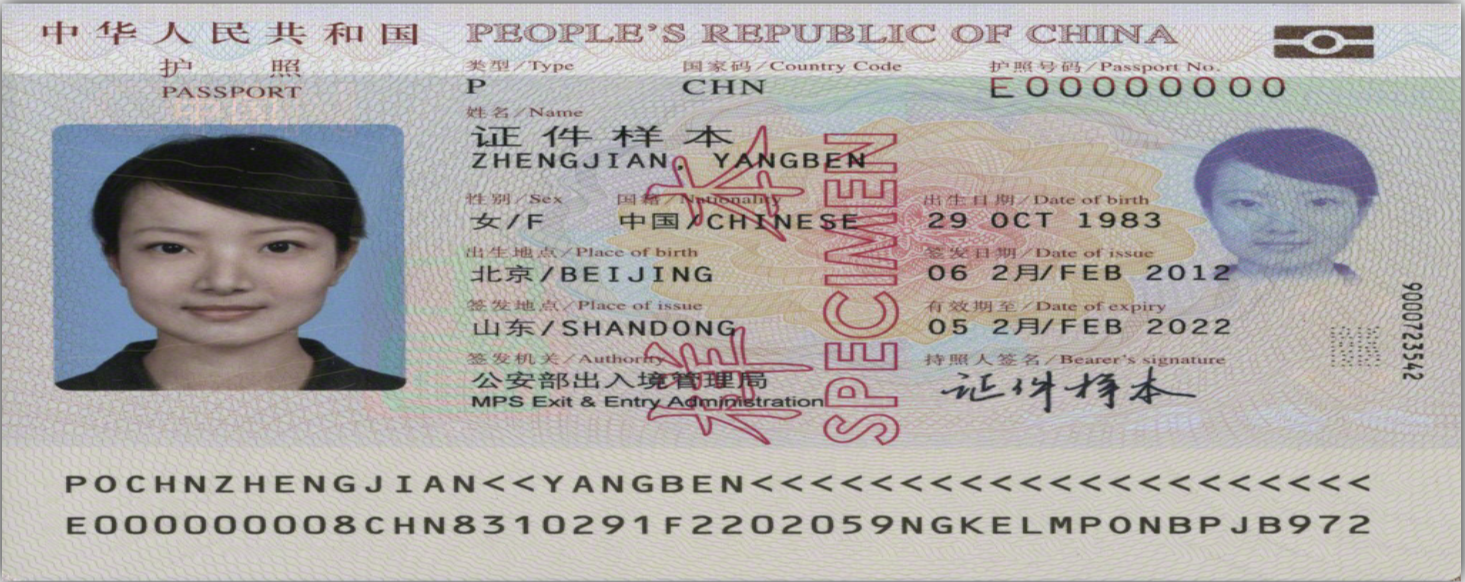 中华人民共和国 PEOPLE'S REPUBLIC OF CHINA
护照
PASSPORT
类型/Type 国家码/Country Code 护照号码/Passport No.
P CHN E00000000
姓名/Name
证件样本
ZHENGJIAN, YANGBEN
性别/Sex 国籍/Nationality 出生日期/Date of birth
女/F 中国/CHINESE 29 OCT 1983
出生地点/Place of birth 签发日期/Date of issue
北京/BEIJING 06 2月/FEB 2012
签发地点/Place of issue 有效期至/Date of expiry
山东/SHANDONG 05 2月/FEB 2022
签发机关/Authority 持照人签名/Bearer's signature
公安部出入境管理局
MPS Exit & Entry Administration
证件样本
样本
SPECIMEN
900723542
POCHNZHENGJIAN<<YANGBEN<<<<<<<<<<<<<<<<<<<<<
E000000008CHN8310291F2202059NGKELMPONBPJB972